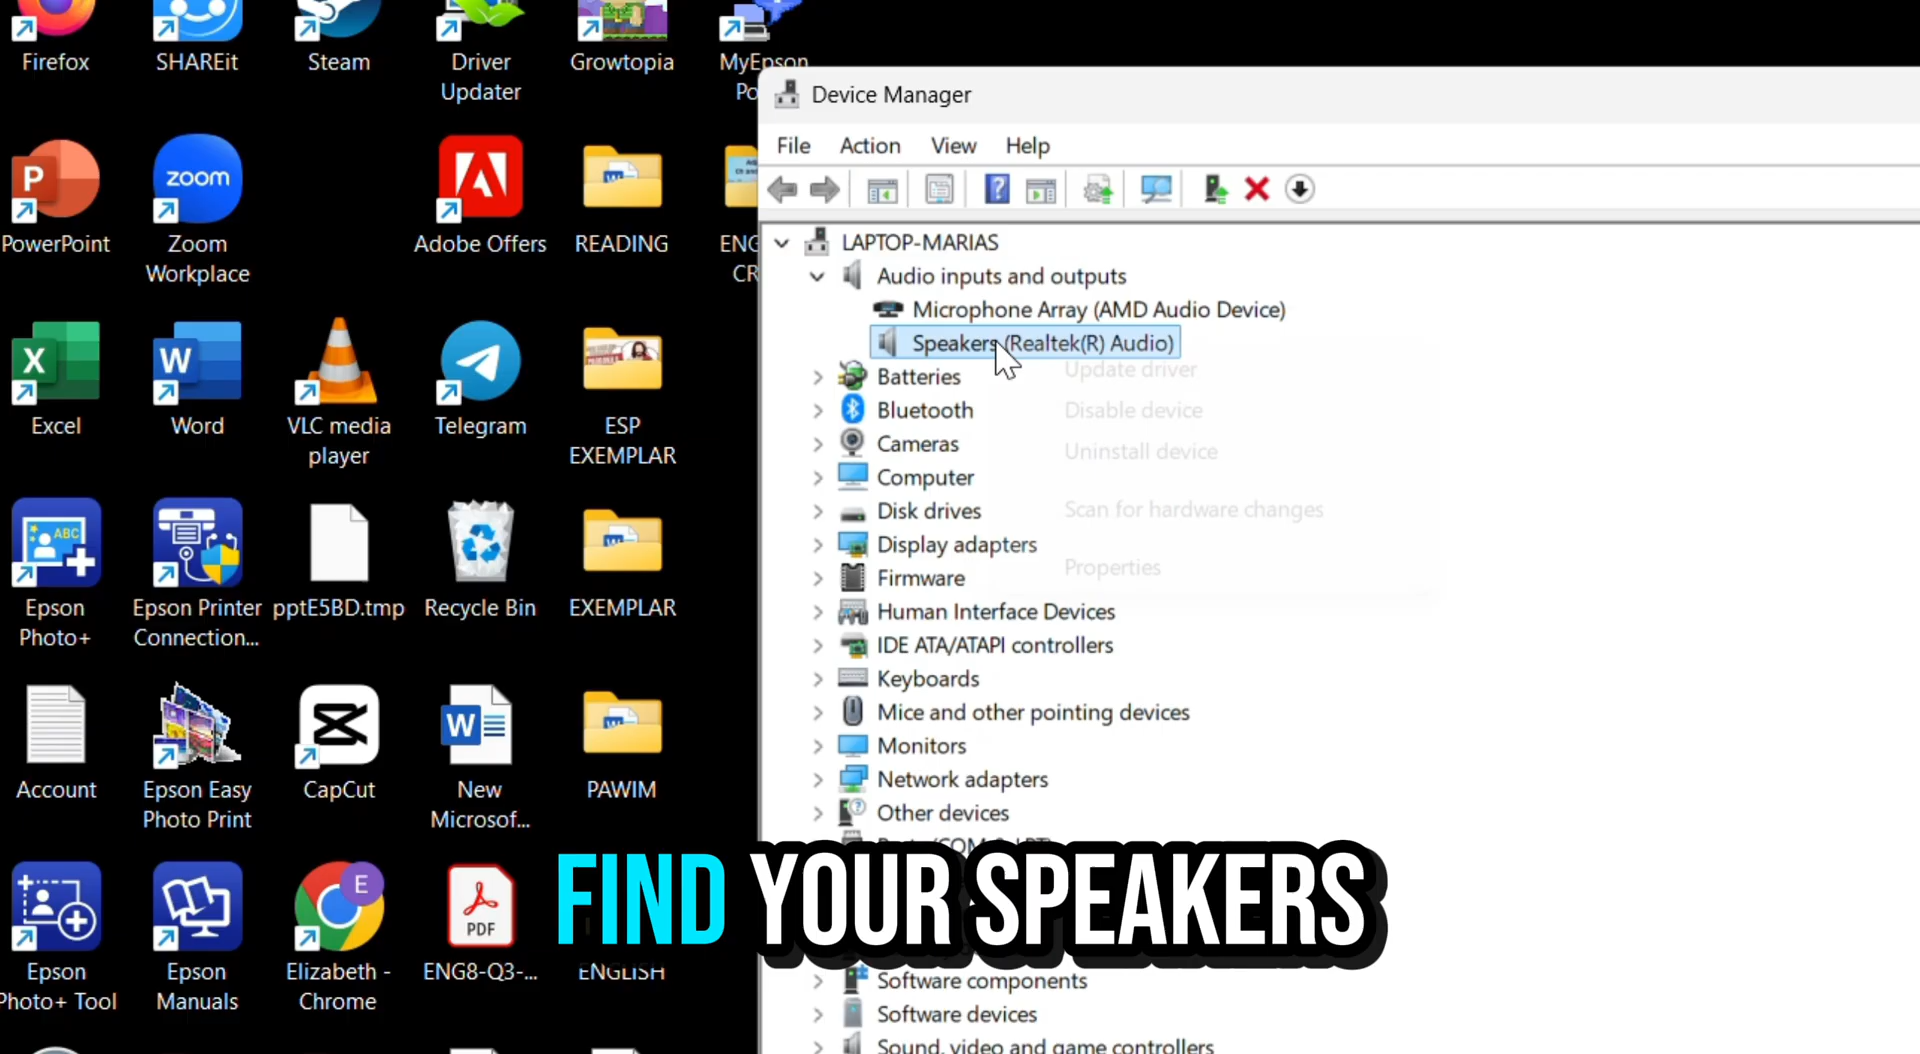 Firefox
SHAREit
Steam
Driver
Updater
Growtopia
MyEpson
Po
PowerPoint
zoom
Zoom
Workplace
Adobe Offers
READING
ENG
CR
Excel
Word
VLC media
player
Telegram
ESP
EXEMPLAR
ABC
Epson
Photo+
Epson Printer
Connection...
pptE5BD.tmp
Recycle Bin
EXEMPLAR
Account
Epson Easy
Photo Print
CapCut
New
Microsof...
PAWIM
Epson
Photo+ Tool
Epson
Manuals
E
Elizabeth -
Chrome
PDF
ENG8-Q3-...
ENGLISH
Device Manager
File Action View Help
LAPTOP-MARIAS
Audio inputs and outputs
Microphone Array (AMD Audio Device)
Speakers (Realtek(R) Audio)
Batteries
Bluetooth
Cameras
Computer
Disk drives
Display adapters
Firmware
Human Interface Devices
IDE ATA/ATAPI controllers
Keyboards
Mice and other pointing devices
Monitors
Network adapters
Other devices
Software components
Software devices
Sound, video and game controllers
Update driver
Disable device
Uninstall device
Scan for hardware changes
Properties
FIND YOUR SPEAKERS